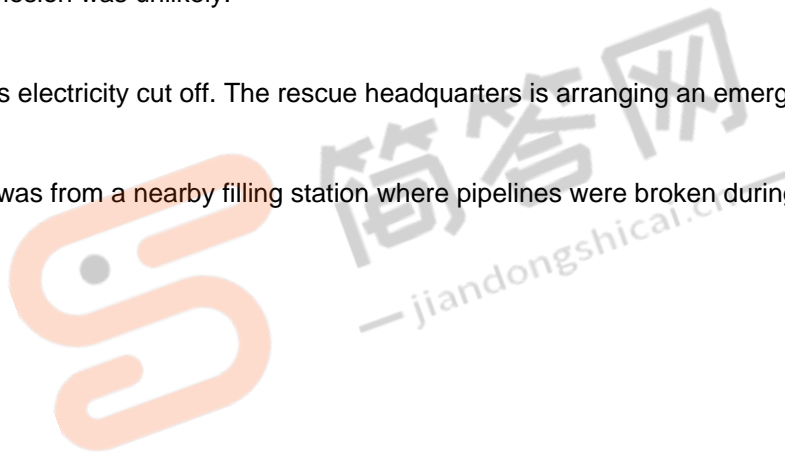 explosion was unlikely.
s electricity cut off. The rescue headquarters is arranging an emerg
was from a nearby filling station where pipelines were broken during
简答网
jiandongshical.cn